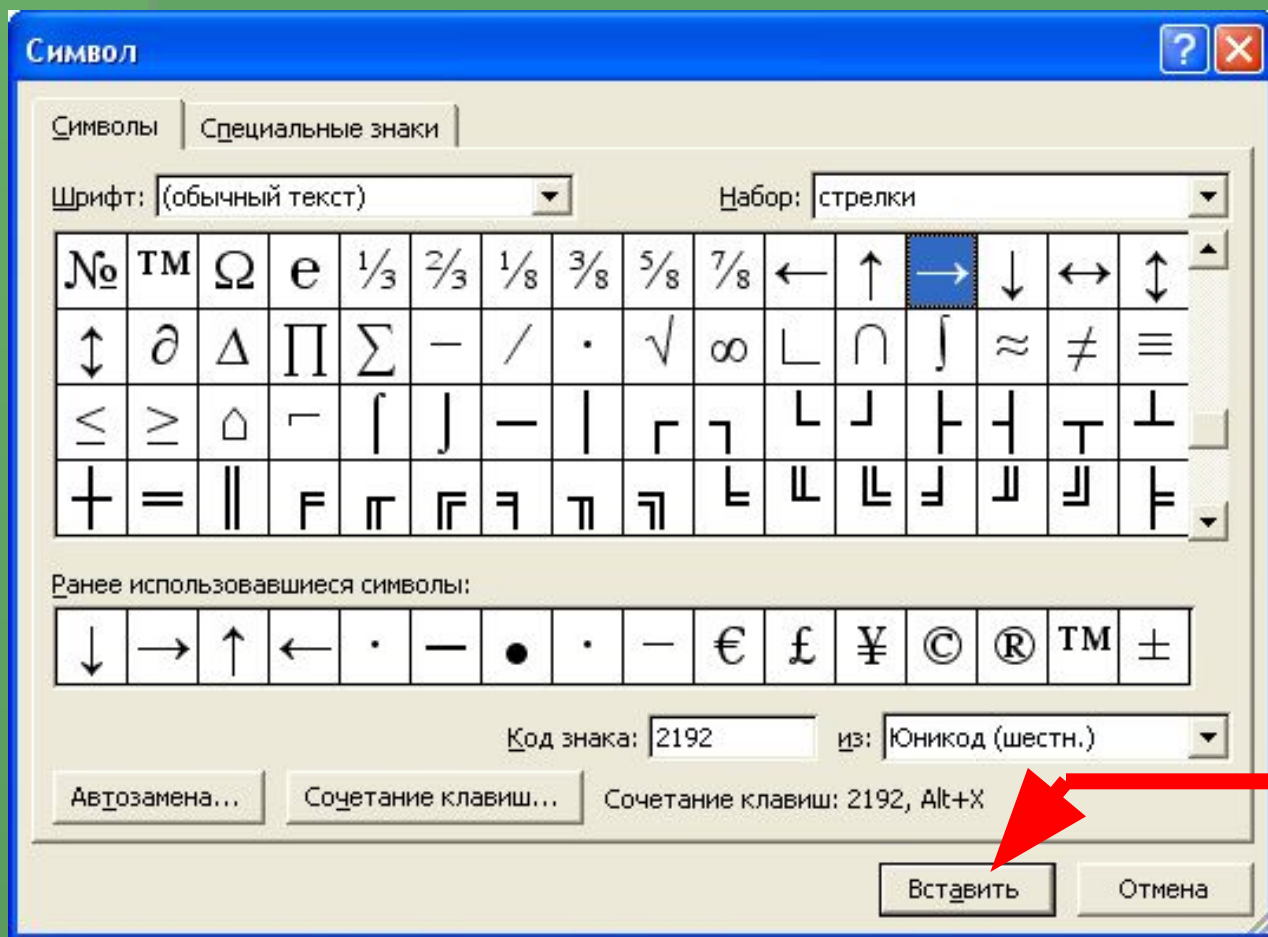 Символ
Символы Специальные знаки
Шрифт: (обычный текст) Набор: стрелки
№ ™ Ω е ⅓ ⅔ ⅛ ⅜ ⅝ ⅞ ← ↑ → ↓ ↔ ↕
↨ ∂ ∆ ∏ ∑ − ∕ ∙ √ ∞ ∟ ∩ ∫ ≈ ≠ ≡
≤ ≥ ⌂ ⌐ ⌠ ⌡ ─ │ ┌ ┐ └ ┘ ├ ┤ ┬ ┴
┼ ═ ║ ╒ ╓ ╔ ╕ ╖ ╗ ╘ ╙ ╚ ╛ ╜ ╝ ╞
Ранее использовавшиеся символы:
↓ → ↑ ← · — ● · – € £ ¥ © ® ™ ±
Код знака: 2192 из: Юникод (шестн.)
Автозамена... Сочетание клавиш... Сочетание клавиш: 2192, Alt+X
Вставить Отмена